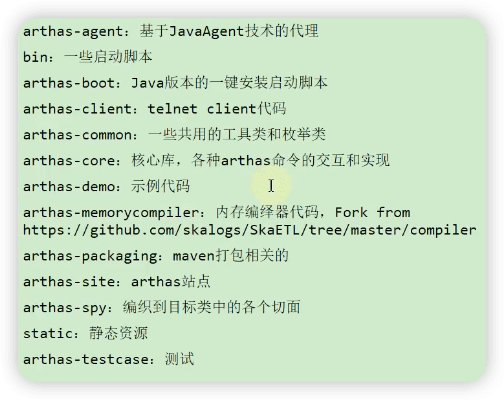 arthas-agent：基于JavaAgent技术的代理
bin：一些启动脚本
arthas-boot：Java版本的一键安装启动脚本
arthas-client：telnet client代码
arthas-common：一些共用的工具类和枚举类
arthas-core：核心库，各种arthas命令的交互和实现
arthas-demo：示例代码
arthas-memorycompiler：内存编绎器代码，Fork from
https://github.com/skalogs/SkaETL/tree/master/compiler
arthas-packaging：maven打包相关的
arthas-site：arthas站点
arthas-spy：编织到目标类中的各个切面
static：静态资源
arthas-testcase：测试